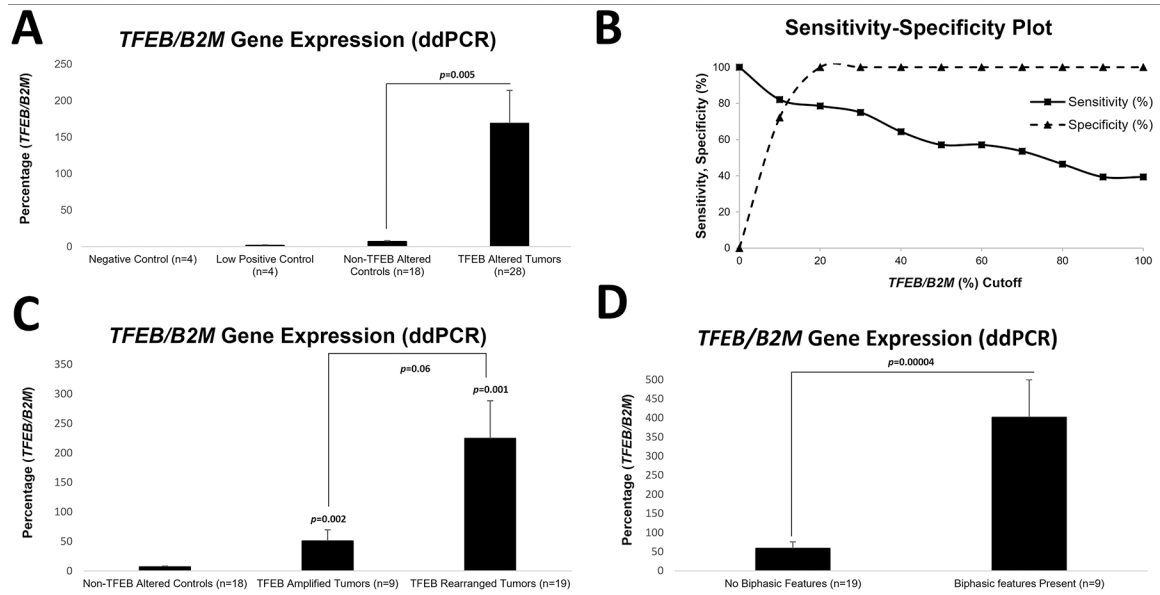 A
TFEB/B2M Gene Expression (ddPCR)
Percentage (TFEB/B2M)
250
200
150
100
50
0
p=0.005
Negative Control (n=4)
Low Positive Control
(n=4)
Non-TFEB Altered
Controls (n=18)
TFEB Altered Tumors
(n=28)
B
Sensitivity-Specificity Plot
Sensitivity, Specificity (%)
100
80
60
40
20
0
Sensitivity (%)
Specificity (%)
0
20
40
60
80
100
TFEB/B2M (%) Cutoff
C
TFEB/B2M Gene Expression (ddPCR)
Percentage (TFEB/B2M)
350
300
250
200
150
100
50
0
p=0.06
p=0.001
p=0.002
Non-TFEB Altered Controls (n=18)
TFEB Amplified Tumors (n=9)
TFEB Rearranged Tumors (n=19)
D
TFEB/B2M Gene Expression (ddPCR)
Percentage (TFEB/B2M)
500
450
400
350
300
250
200
150
100
50
0
p=0.00004
No Biphasic Features (n=19)
Biphasic features Present (n=9)